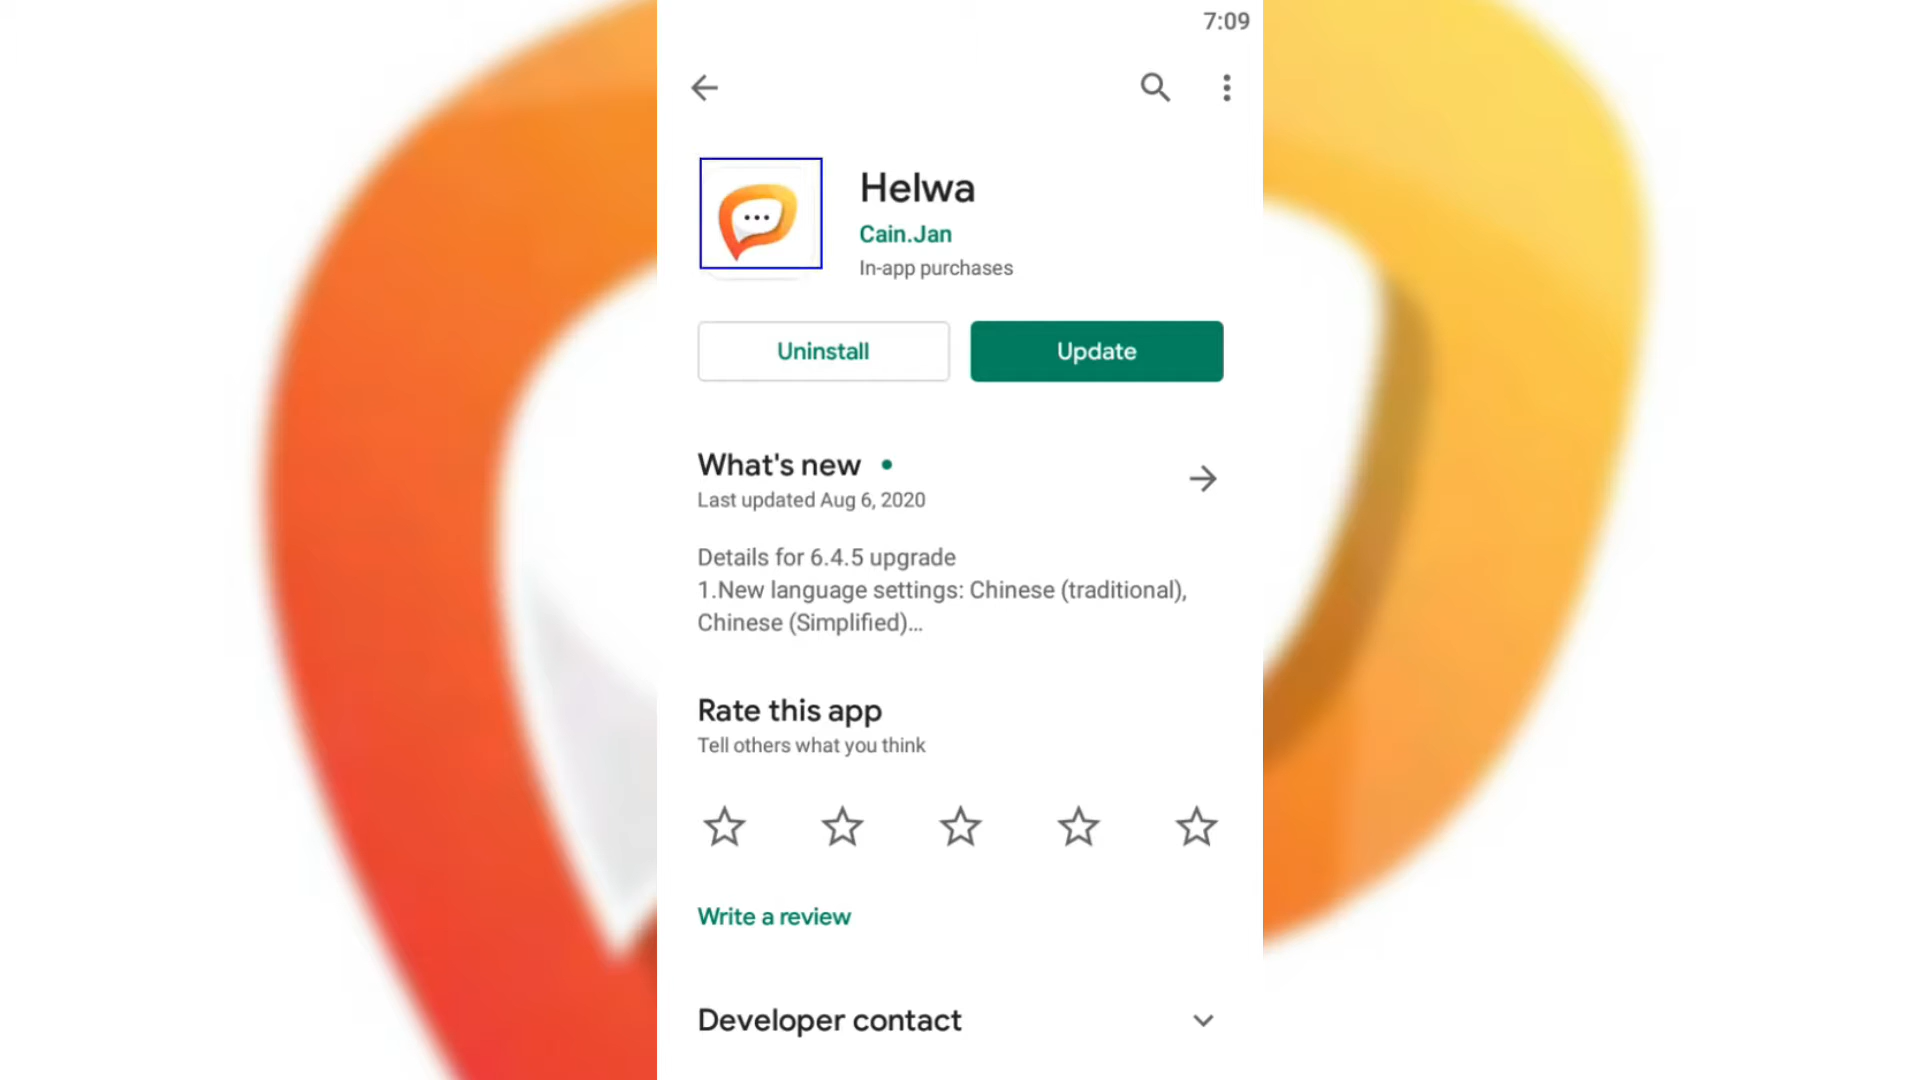 7:09
Helwa
Cain.Jan
In-app purchases
Uninstall
Update
What's new
Last updated Aug 6, 2020
Details for 6.4.5 upgrade
1.New language settings: Chinese (traditional),
Chinese (Simplified)...
Rate this app
Tell others what you think
Write a review
Developer contact